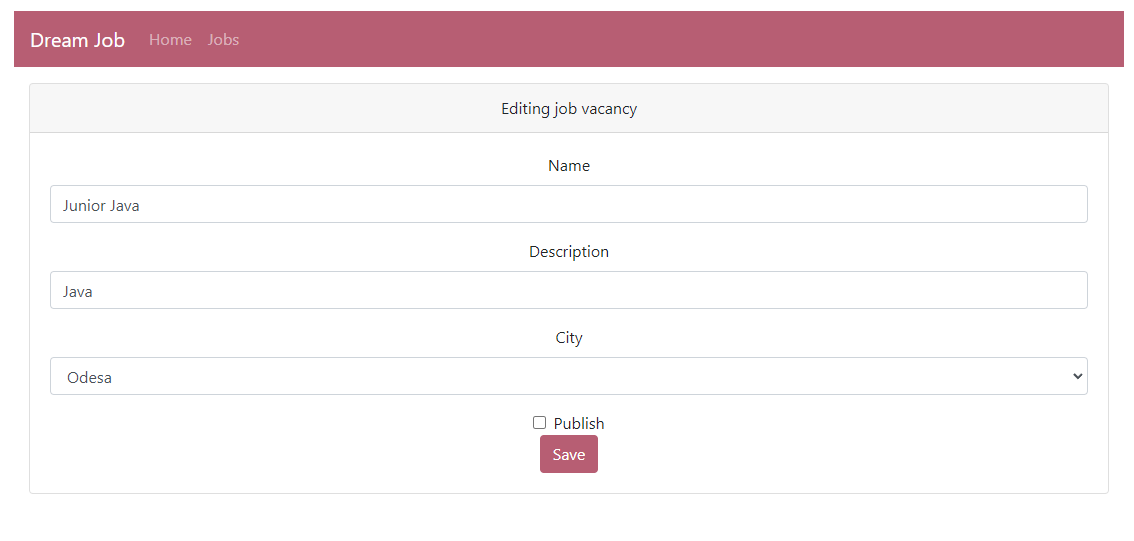 Dream Job Home Jobs
Editing job vacancy
Name
Junior Java
Description
Java
City
Odesa
Publish
Save